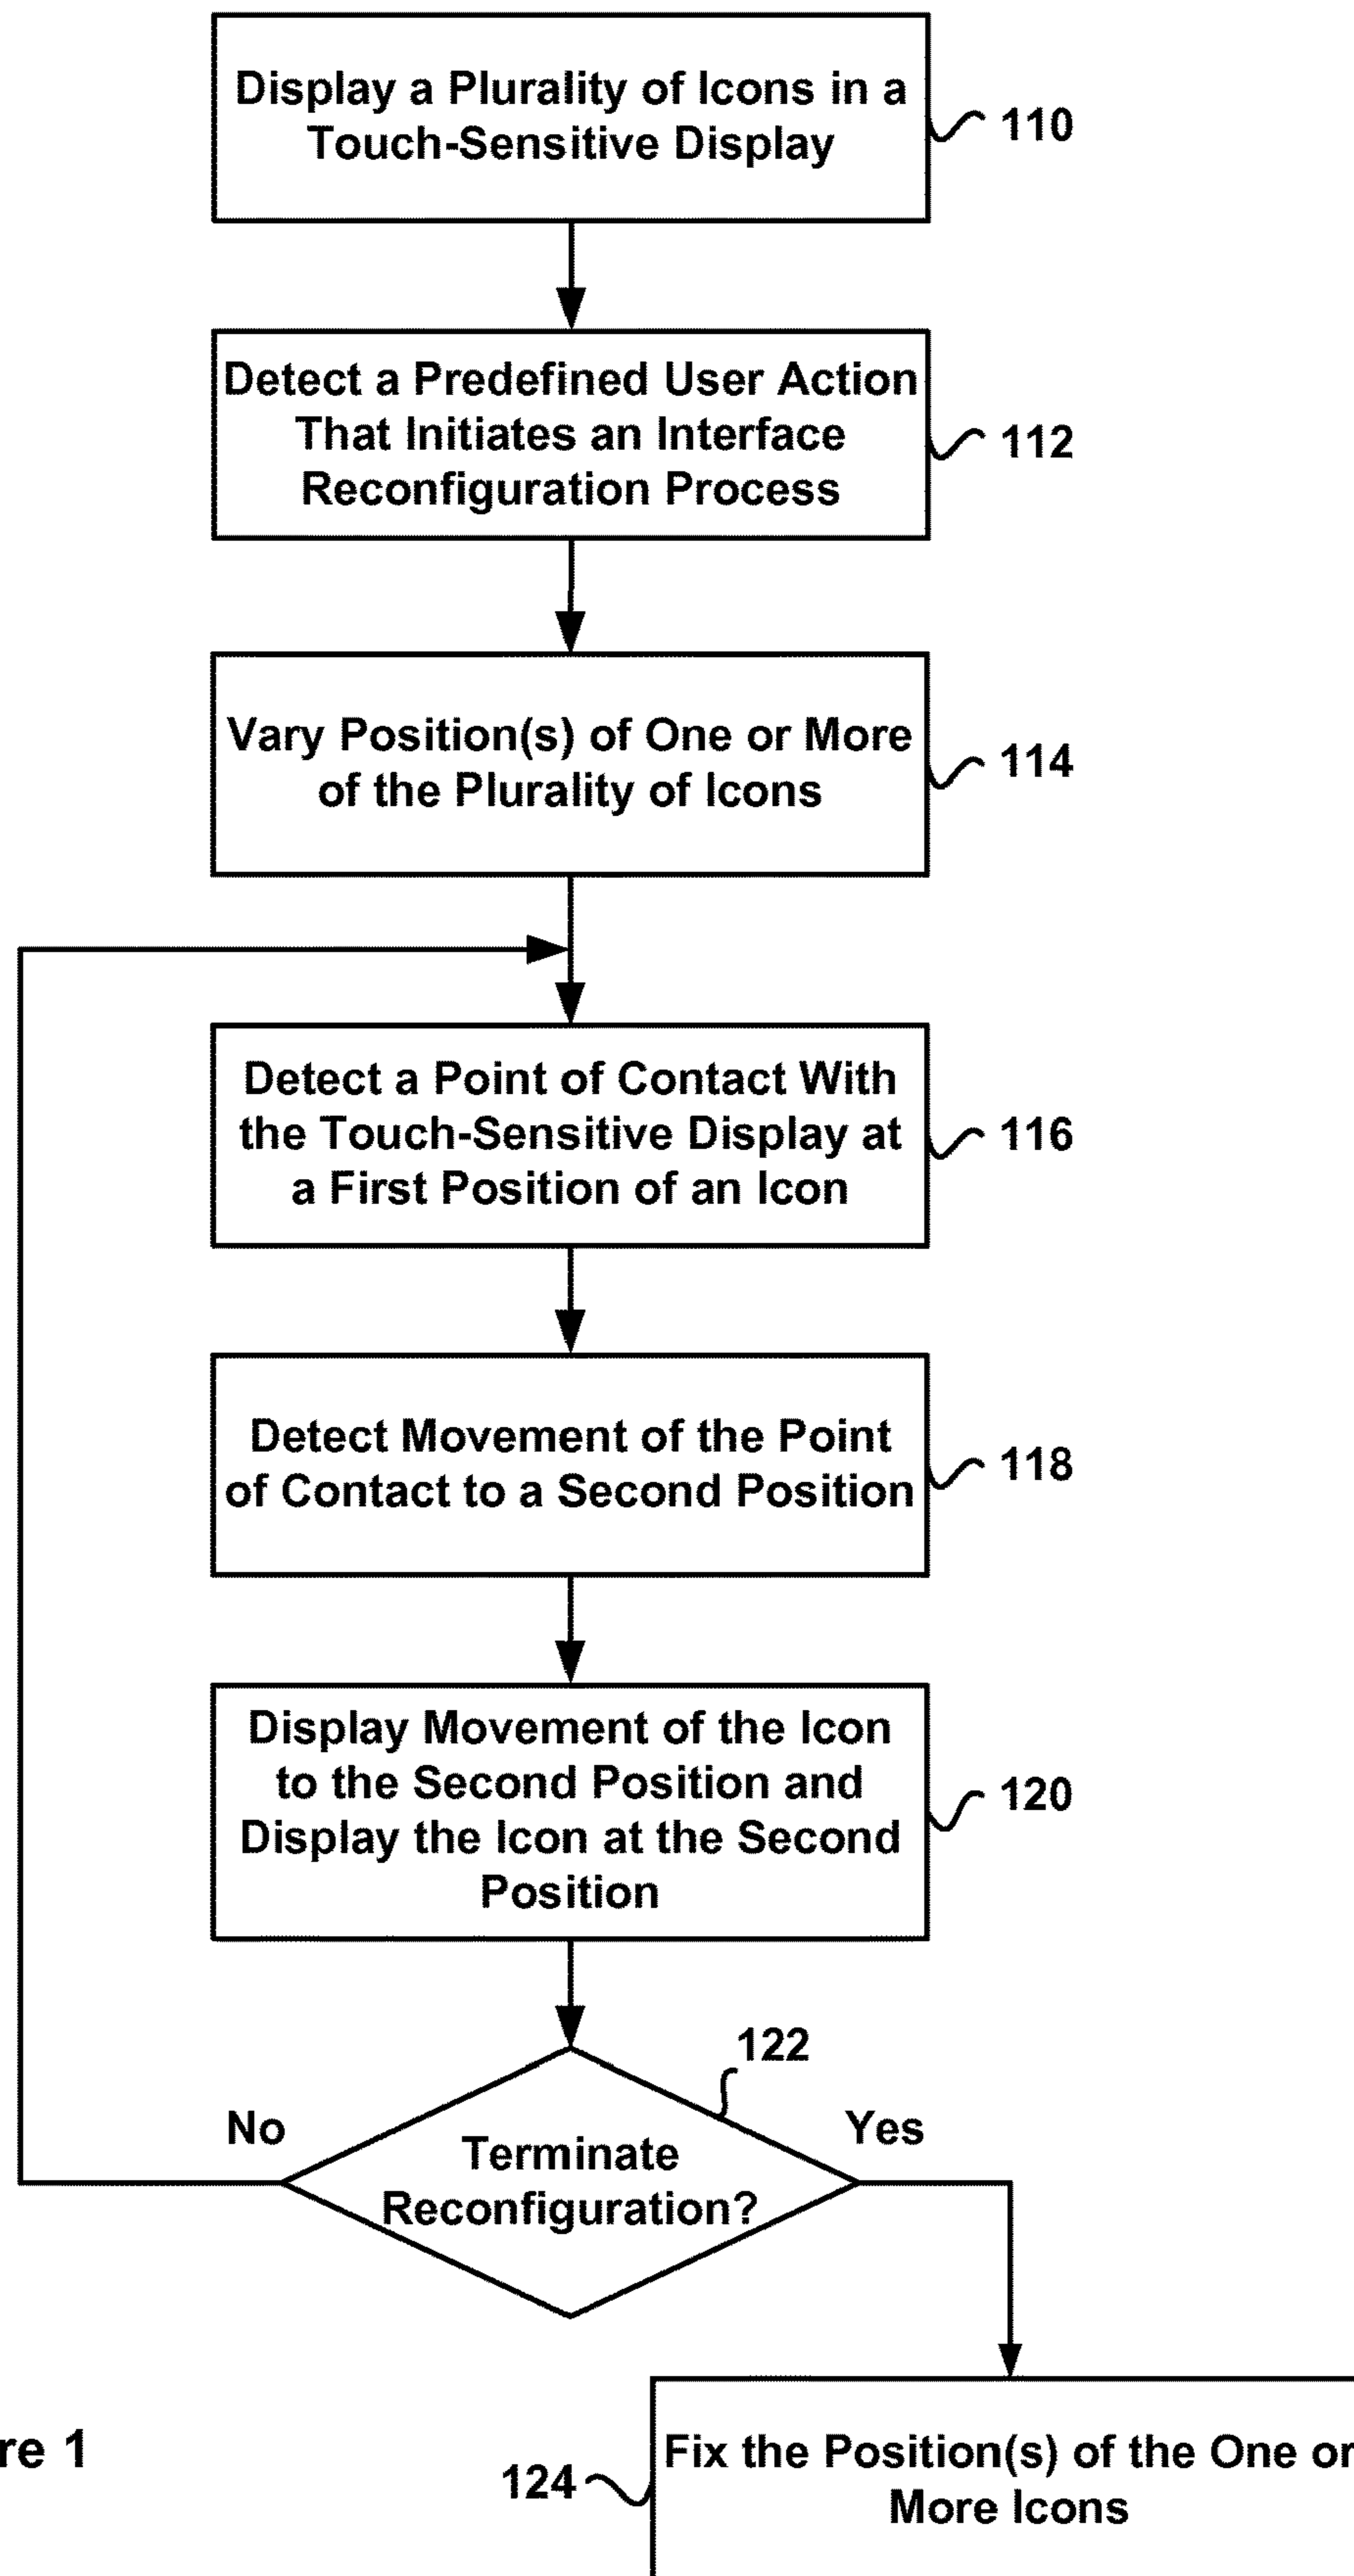 Display a Plurality of Icons in a
Touch-Sensitive Display
110
Detect a Predefined User Action
That Initiates an Interface
Reconfiguration Process
112
Vary Position(s) of One or More
of the Plurality of Icons
114
Detect a Point of Contact With
the Touch-Sensitive Display at
a First Position of an Icon
116
Detect Movement of the Point
of Contact to a Second Position
118
Display Movement of the Icon
to the Second Position and
Display the Icon at the Second
Position
120
122
No
Yes
Terminate
Reconfiguration?
re 1
124
Fix the Position(s) of the One or
More Icons